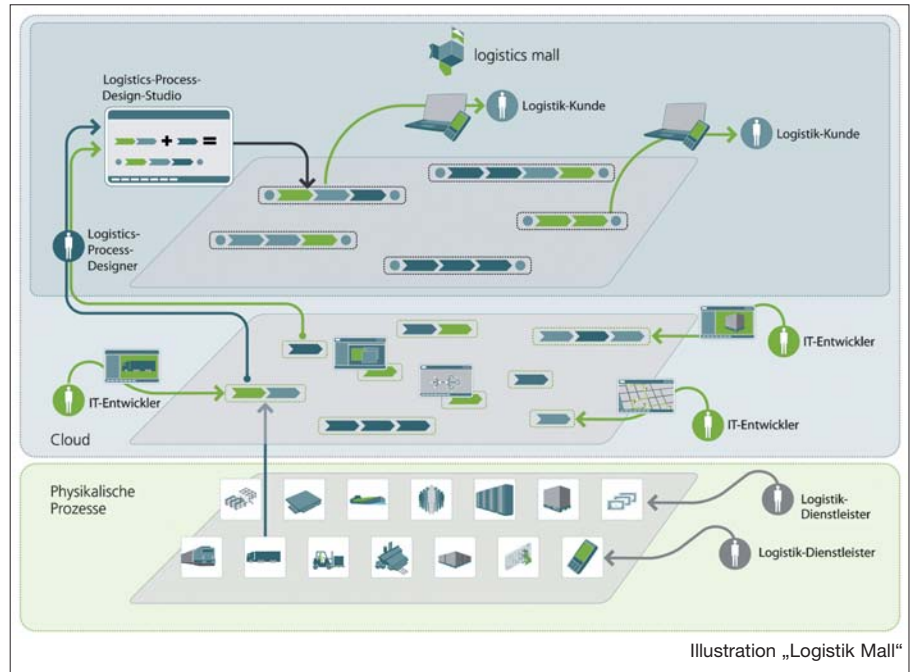 logistics mall
Logistics-Process-
Design-Studio
Logistik-Kunde
Logistik-Kunde
Logistics-
Process-
Designer
IT-Entwickler
IT-Entwickler
IT-Entwickler
Cloud
Physikalische
Prozesse
Logistik-
Dienstleister
Logistik-Dienstleister
Illustration „Logistik Mall“